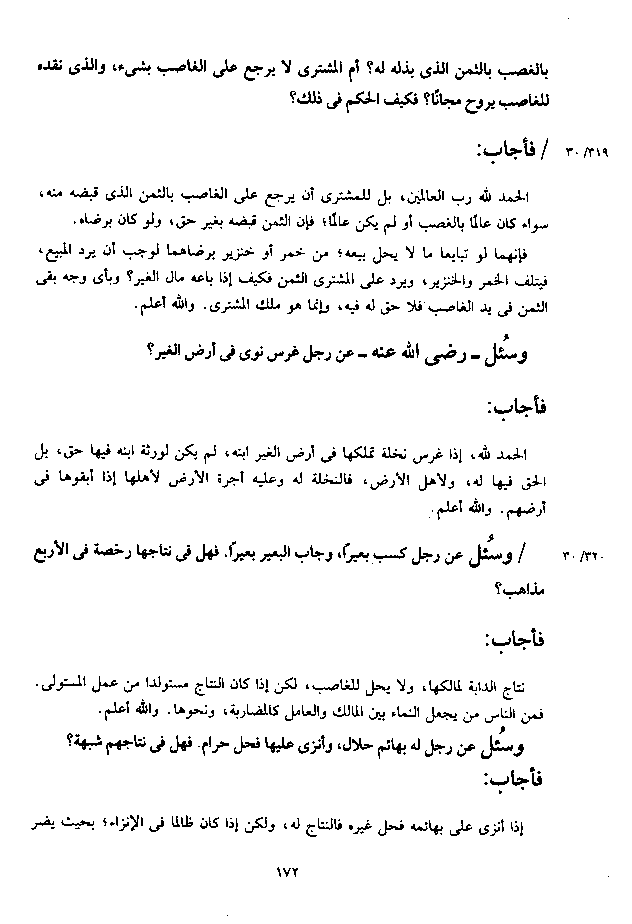 بالغصب بالثمن الذى بذله له؟ أم المشترى لا يرجع على الغاصب بشىء، والذى نقده
للغاصب يروح مجانًا؟ فكيف الحكم فى ذلك؟
٣٠/٣١٩ / فأجاب:
الحمد لله رب العالمين، بل للمشترى أن يرجع على الغاصب بالثمن الذى قبضه منه،
سواء كان عالمًا بالغصب أو لم يكن عالمًا؛ فإن الثمن قبضه بغير حق، ولو كان برضاه.
فإنهما لو تبايعا ما لا يحل بيعه؛ من خمر أو خنزير برضاهما لوجب أن يرد المبيع،
فيتلف الخمر والخنزير، ويرد على المشترى الثمن فكيف إذا باعه مال الغير؟ وبأى وجه بقى
الثمن فى يد الغاصب فلا حق له فيه، وإنما هو ملك المشترى. والله أعلم.
وسُئل ـ رضى الله عنه ـ عن رجل غرس نوى فى أرض الغير؟
فأجاب:
الحمد لله، إذا غرس نخلة تملكها فى أرض الغير ابنه، لم يكن لورثة ابنه فيها حق، بل
الحق فيها له، ولأهل الأرض، فالنخلة له وعليه أجرة الأرض لأهلها إذا أبقوها فى
أرضهم. والله أعلم.
٣٠/٣٢٠ / وسُئل عن رجل كسب بعيرًا، وجاب البعير بعيرًا. فهل فى نتاجها رخصة فى الأربع
مذاهب؟
فأجاب:
نتاج الدابة لمالكها، ولا يحل للغاصب، لكن إذا كان النتاج مستولدا من عمل المستولى.
فمن الناس من يجعل النماء بين المالك والعامل كالمضاربة، ونحوها. والله أعلم.
وسُئل عن رجل له بهائم حلال، وأنزى عليها فحل حرام. فهل فى نتاجهم شبهة؟
فأجاب:
إذا أنزى على بهائمه فحل غيره فالنتاج له، ولكن إذا كان ظالما فى الإنزاء؛ بحيث يضر
١٧٢